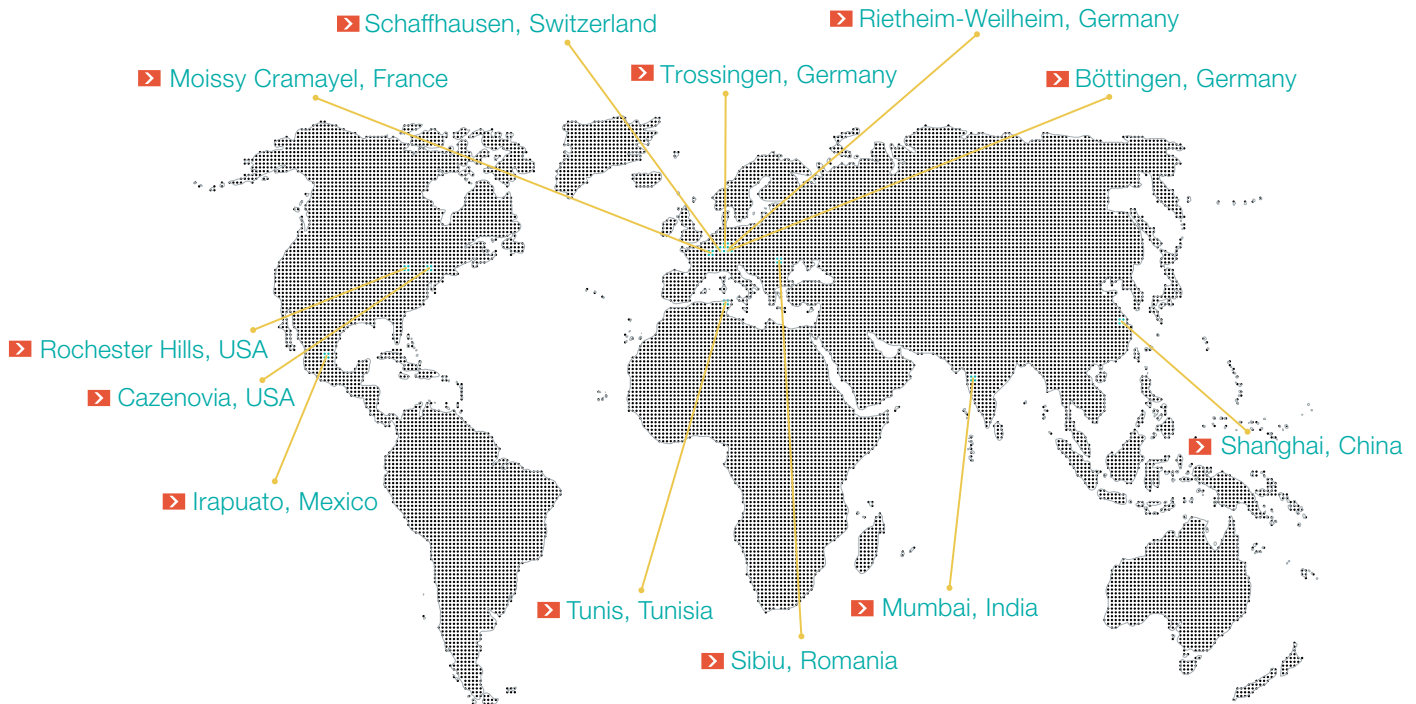 Schaffhausen, Switzerland
Rietheim-Weilheim, Germany
Moissy Cramayel, France
Trossingen, Germany
Böttingen, Germany
Rochester Hills, USA
Cazenovia, USA
Shanghai, China
Irapuato, Mexico
Tunis, Tunisia
Mumbai, India
Sibiu, Romania